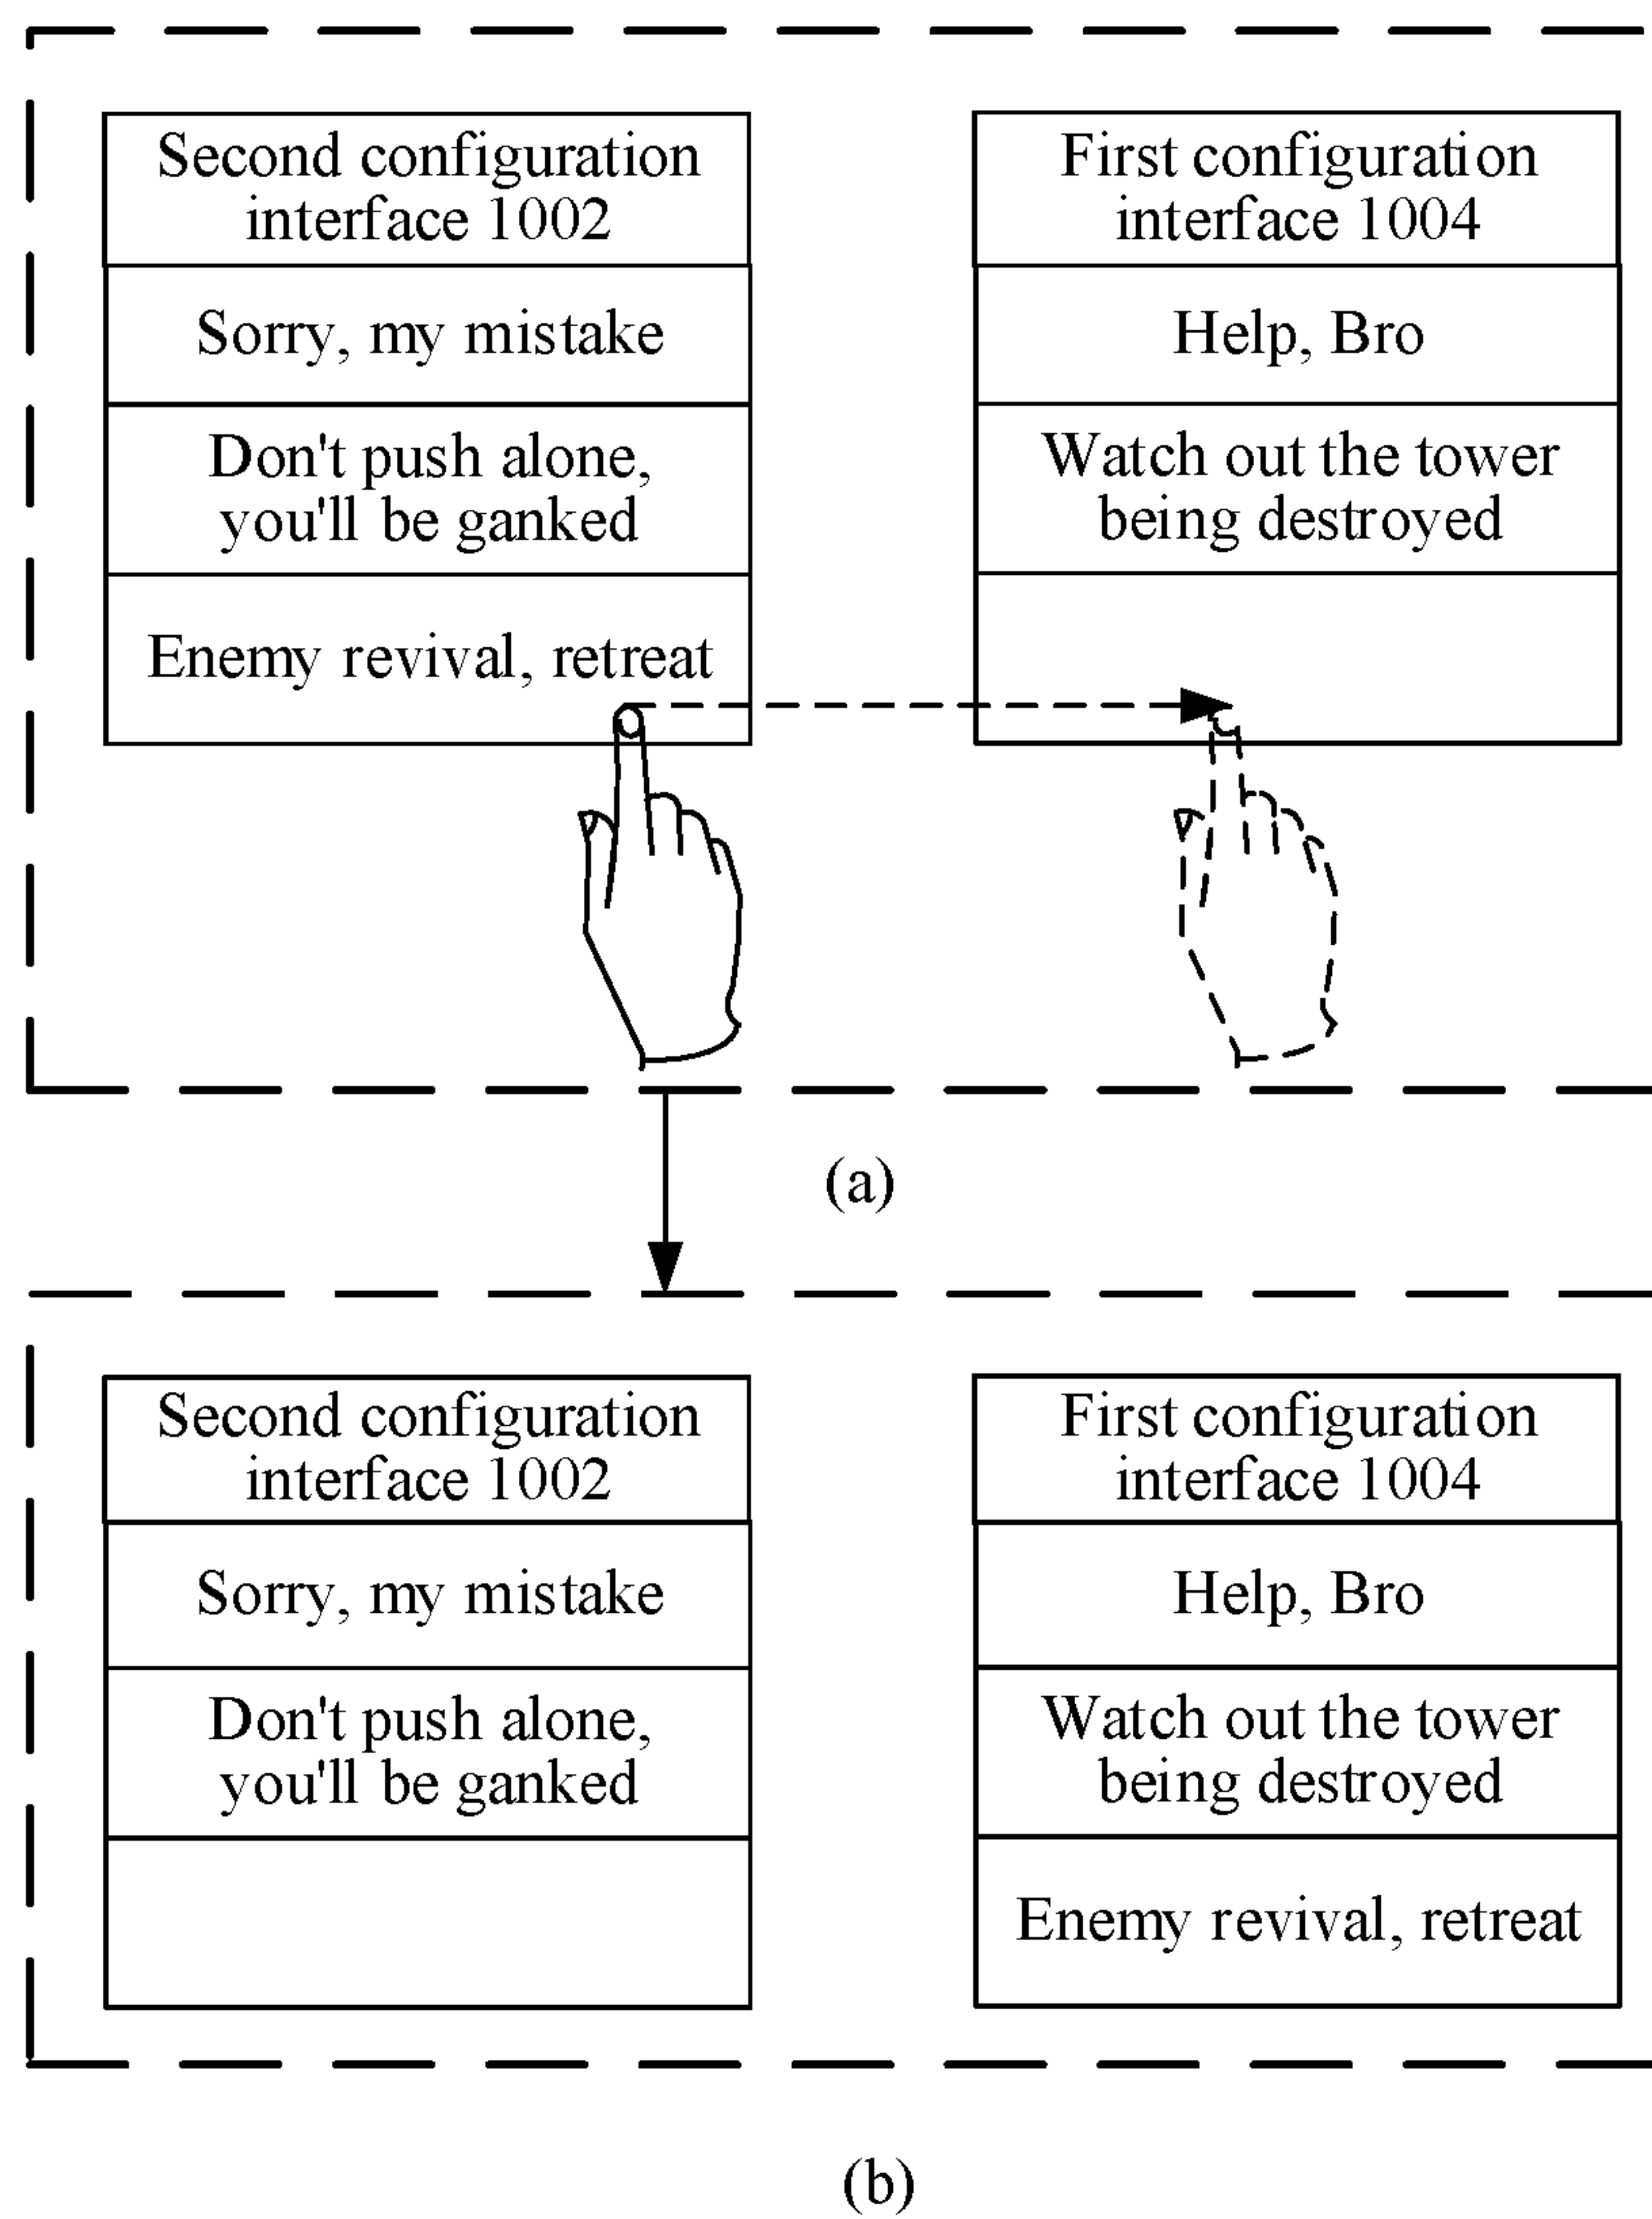 Second configuration
interface 1002
Sorry, my mistake
Don't push alone,
you'll be ganked
Enemy revival, retreat
First configuration
interface 1004
Help, Bro
Watch out the tower
being destroyed
(a)
Second configuration
interface 1002
Sorry, my mistake
Don't push alone,
you'll be ganked
First configuration
interface 1004
Help, Bro
Watch out the tower
being destroyed
Enemy revival, retreat
(b)